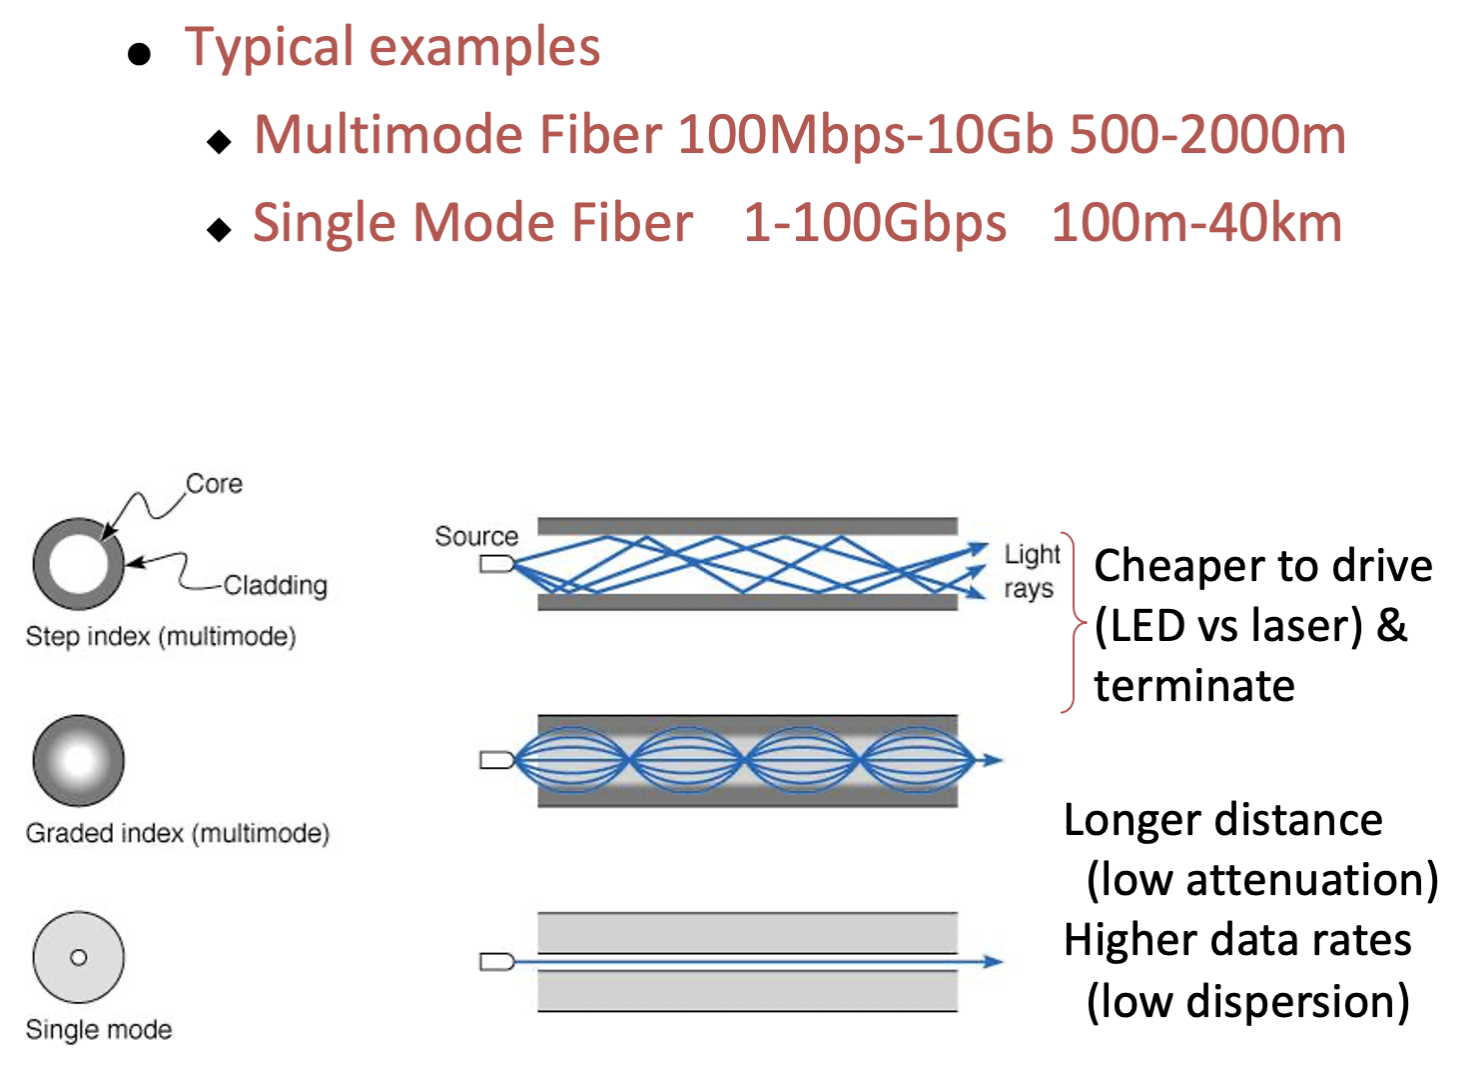 Typical examples
Multimode Fiber 100Mbps-10Gb 500-2000m
Single Mode Fiber 1-100Gbps 100m-40km
Core
Cladding
Step index (multimode)
Source
Light
rays
Cheaper to drive
(LED vs laser) &
terminate
Graded index (multimode)
Longer distance
(low attenuation)
Higher data rates
(low dispersion)
Single mode